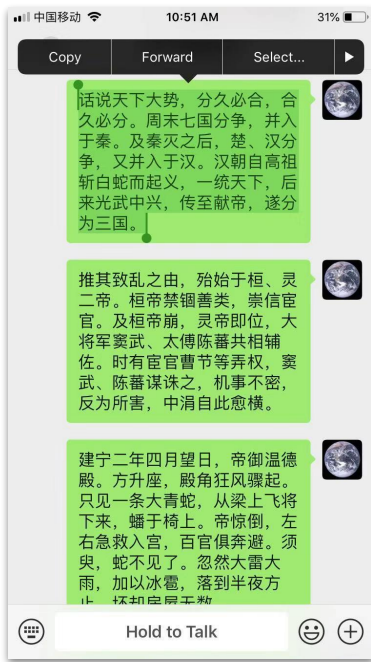 中国移动
10:51 AM
31%
Copy
Forward
Select...
话说天下大势，分久必合，合
久必分。周末七国分争，并入
于秦。及秦灭之后，楚、汉分
争，又并入于汉。汉朝自高祖
斩白蛇而起义，一统天下，后
来光武中兴，传至献帝，遂分
为三国。
推其致乱之由，殆始于桓、灵
二帝。桓帝禁锢善类，崇信宦
官。及桓帝崩，灵帝即位，大
将军窦武、太傅陈蕃共相辅
佐。时有宦官曹节等弄权，窦
武、陈蕃谋诛之，机事不密，
反为所害，中涓自此愈横。
建宁二年四月望日，帝御温德
殿。方升座，殿角狂风骤起。
只见一条大青蛇，从梁上飞将
下来，蟠于椅上。帝惊倒，左
右急救入宫，百官俱奔避。须
臾，蛇不见了。忽然大雷大
雨，加以冰雹，落到半夜方
止，坏却房屋无数
Hold to Talk